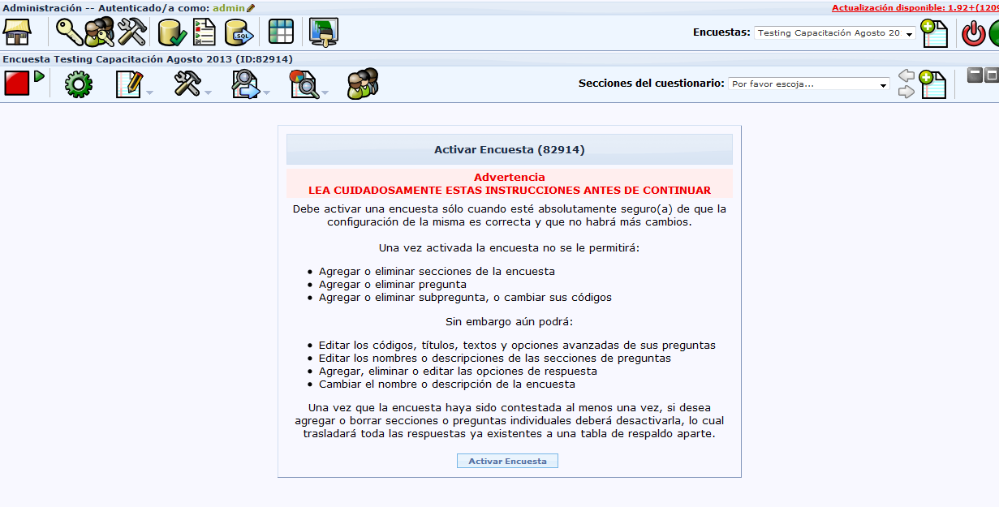 Administración -- Autenticado/a como: admin
Actualización disponible: 1.92+(1209
Encuestas: Testing Capacitación Agosto 20
SQL
Encuesta Testing Capacitación Agosto 2013 (ID:82914)
Secciones del cuestionario: Por favor escoja...
Activar Encuesta (82914)
Advertencia
LEA CUIDADOSAMENTE ESTAS INSTRUCCIONES ANTES DE CONTINUAR
Debe activar una encuesta sólo cuando esté absolutamente seguro(a) de que la
configuración de la misma es correcta y que no habrá más cambios.
Una vez activada la encuesta no se le permitirá:
• Agregar o eliminar secciones de la encuesta
• Agregar o eliminar pregunta
• Agregar o eliminar subpregunta, o cambiar sus códigos
Sin embargo aún podrá:
• Editar los códigos, títulos, textos y opciones avanzadas de sus preguntas
• Editar los nombres o descripciones de las secciones de preguntas
• Agregar, eliminar o editar las opciones de respuesta
• Cambiar el nombre o descripción de la encuesta
Una vez que la encuesta haya sido contestada al menos una vez, si desea
agregar o borrar secciones o preguntas individuales deberá desactivarla, lo cual
trasladará toda las respuestas ya existentes a una tabla de respaldo aparte.
Activar Encuesta